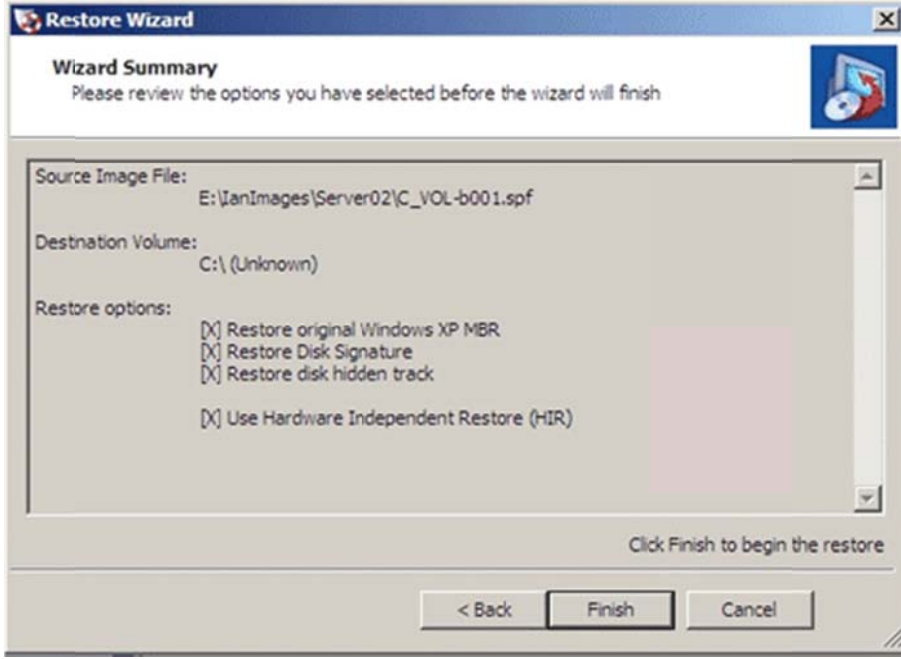 Restore Wizard
Wizard Summary
Please review the options you have selected before the wizard will finish
Source Image File:
E:\IanImages\Server02\C_VOL-b001.spf
Destination Volume:
C:\ (Unknown)
Restore options:
[X] Restore original Windows XP MBR
[X] Restore Disk Signature
[X] Restore disk hidden track
[X] Use Hardware Independent Restore (HIR)
Click Finish to begin the restore
< Back Finish Cancel